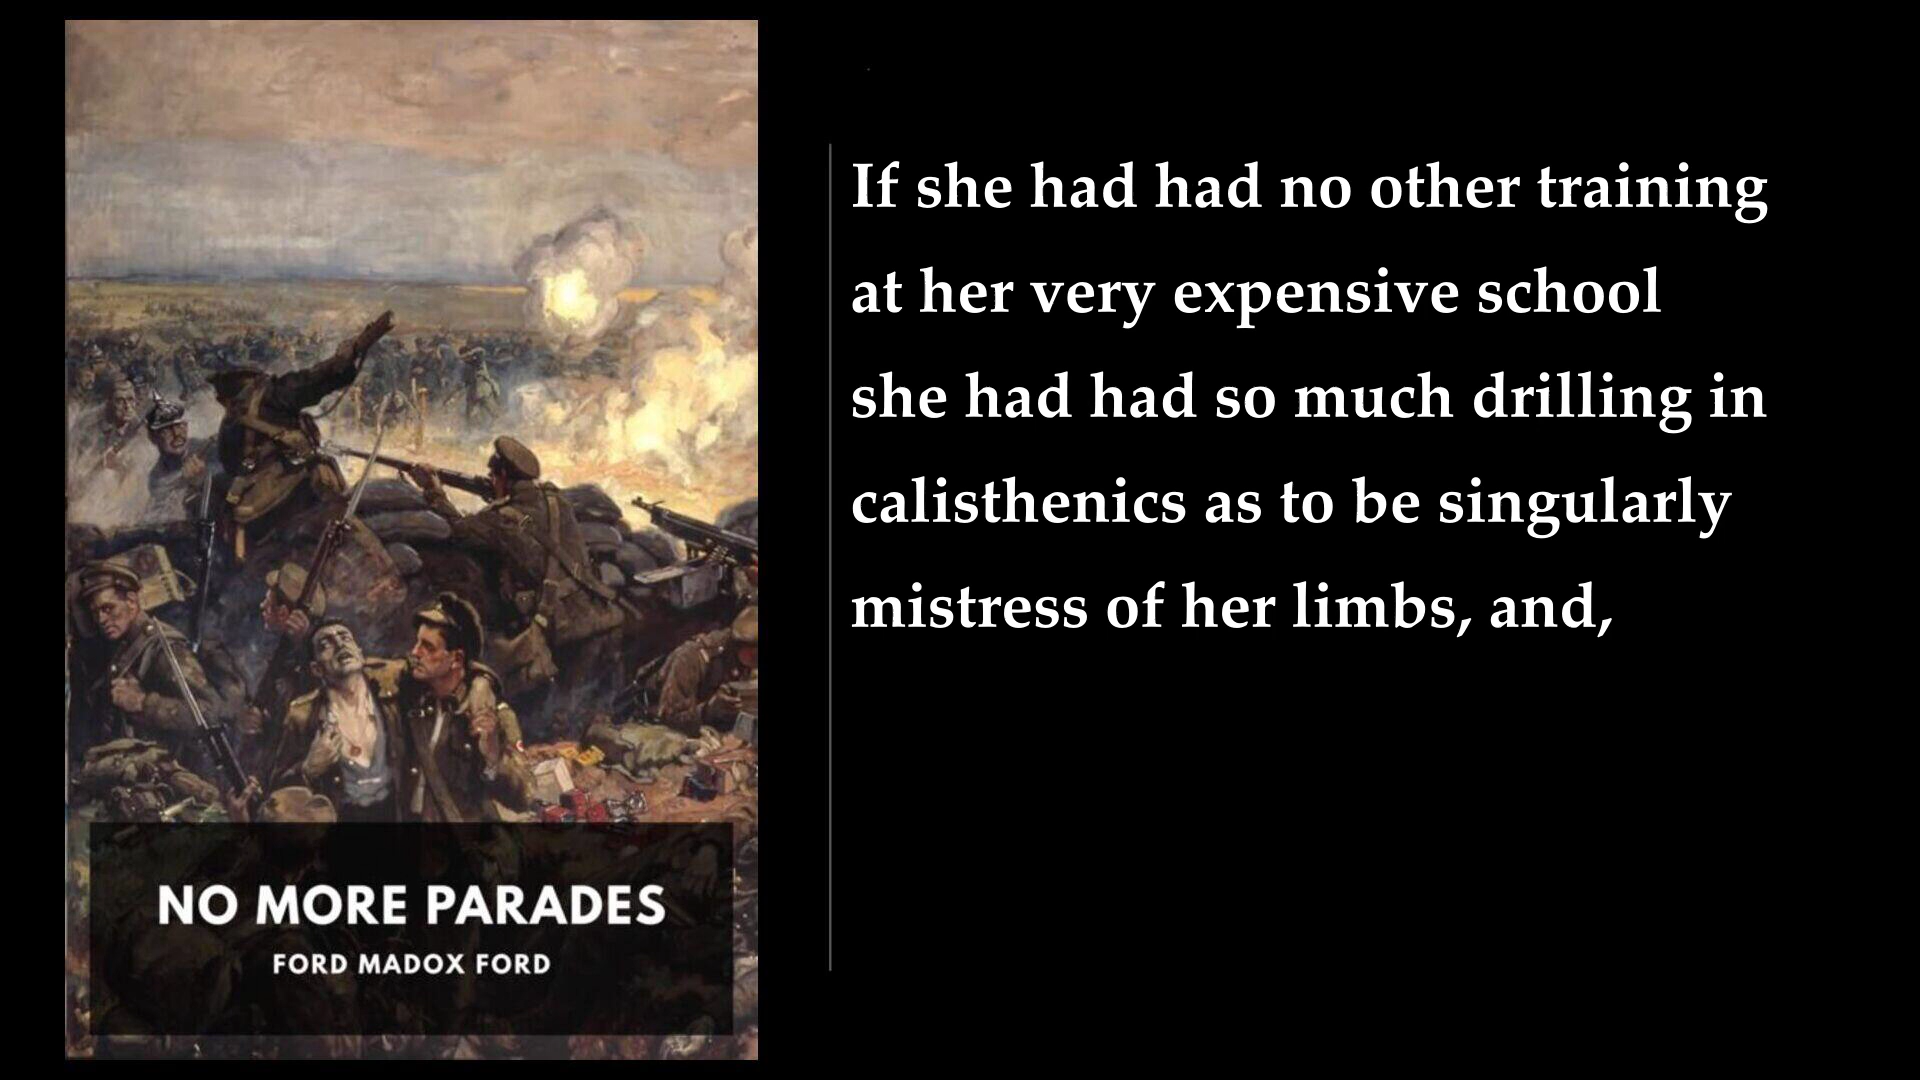 If she had had no other training
at her very expensive school
she had had so much drilling in
calisthenics as to be singularly
mistress of her limbs, and,
NO MORE PARADES
FORD MADOX FORD